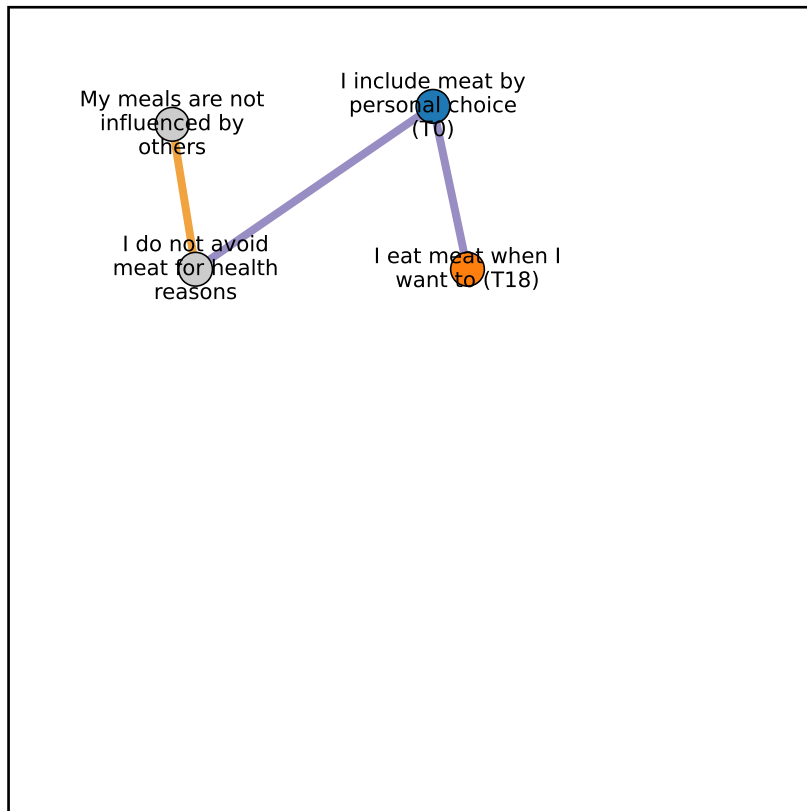 My meals are not
influenced by
others
I include meat by
personal choice
(T0)
I do not avoid
meat for health
reasons
I eat meat when I
want to (T18)